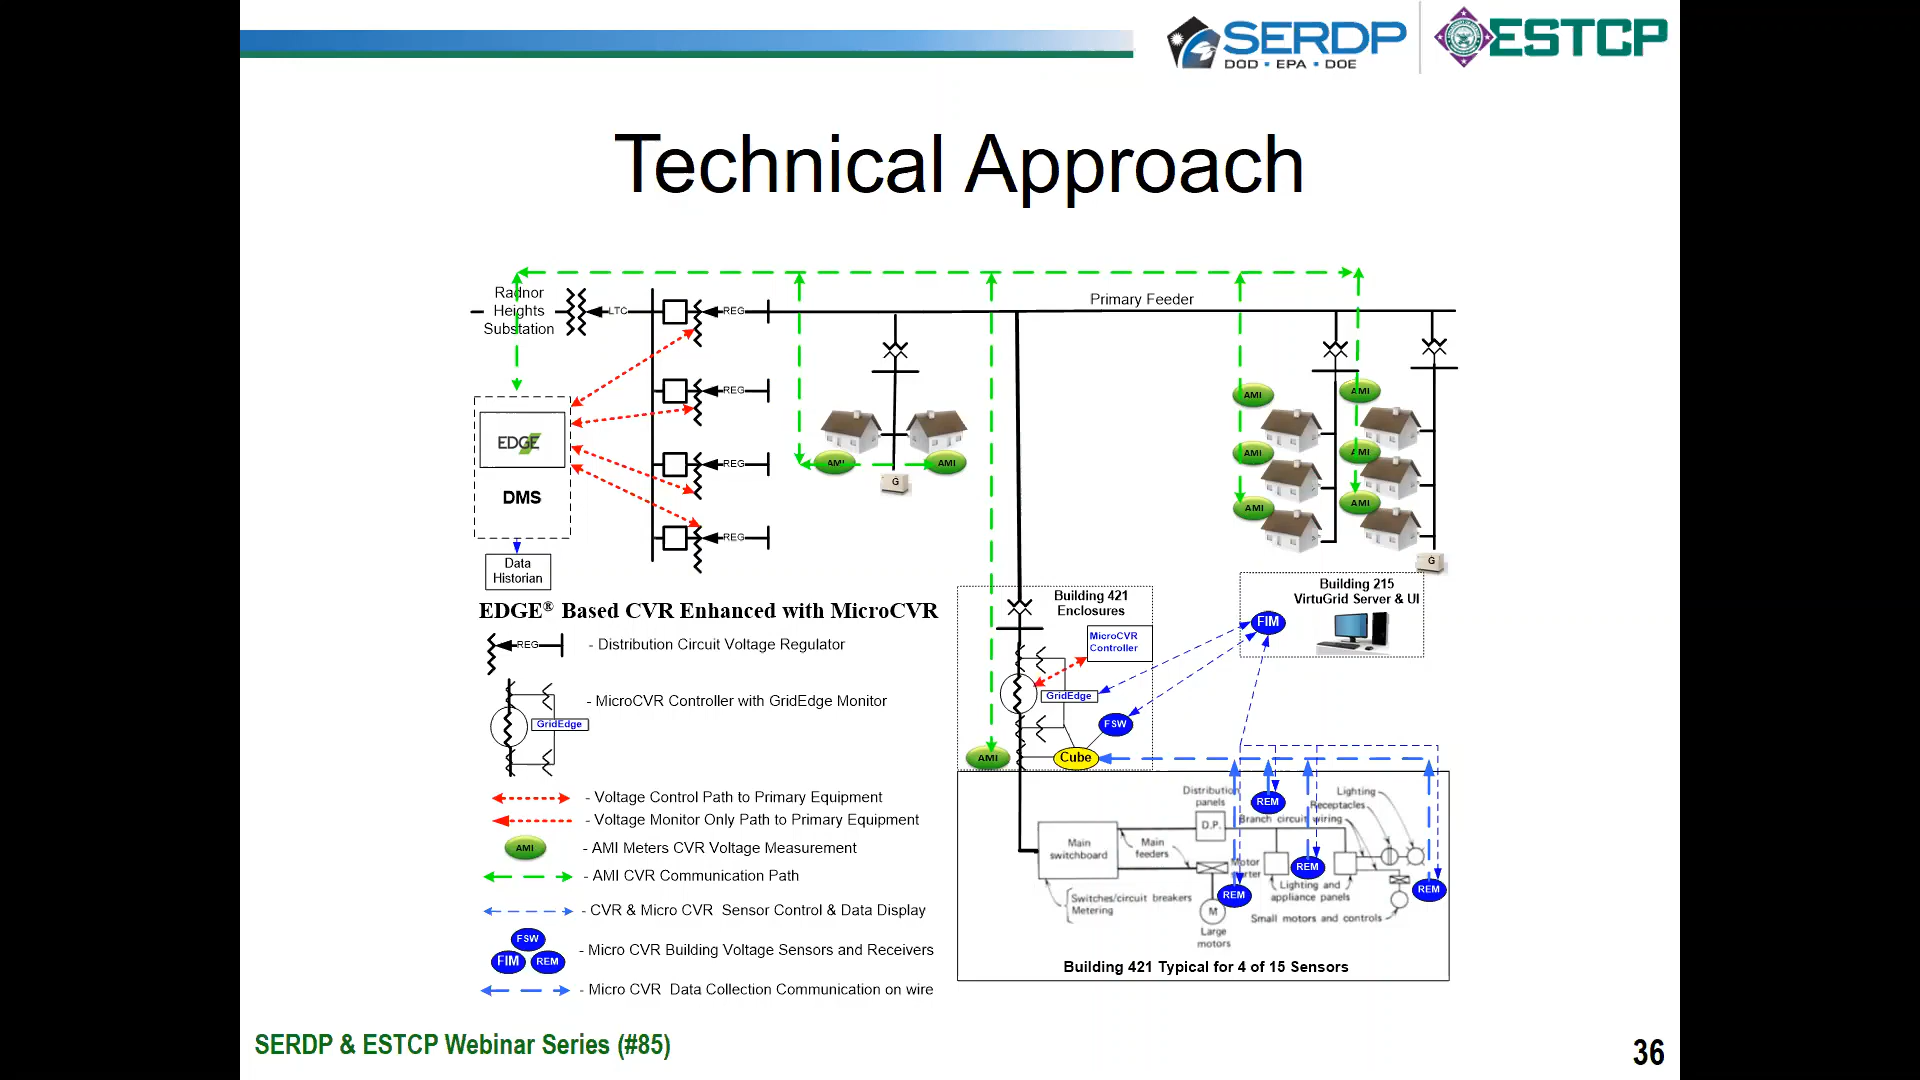 SERDP
DOD • EPA • DOE
ESTCP
Technical Approach
Radnor
Heights
Substation
LTC
REG
Primary Feeder
REG
REG
REG
EDGE
DMS
Data
Historian
AMI
AMI
G
AMI
AMI
AMI
AMI
AMI
AMI
G
EDGE® Based CVR Enhanced with MicroCVR
REG
- Distribution Circuit Voltage Regulator
GridEdge
- MicroCVR Controller with GridEdge Monitor
- Voltage Control Path to Primary Equipment
- Voltage Monitor Only Path to Primary Equipment
AMI
- AMI Meters CVR Voltage Measurement
- AMI CVR Communication Path
- CVR & Micro CVR Sensor Control & Data Display
FSW
FIM
REM
- Micro CVR Building Voltage Sensors and Receivers
- Micro CVR Data Collection Communication on wire
Building 421
Enclosures
MicroCVR
Controller
GridEdge
FSW
Cube
AMI
Building 215
VirtuGrid Server & UI
FIM
Distribution
panels
REM
Lighting
Receptacles
Branch circuit wiring
D.P.
Main
switchboard
Main
feeders
Motor
REM
REM
REM
Lighting and
appliance panels
Switches/circuit breakers
Metering
M
Large
motors
Small motors and controls
Building 421 Typical for 4 of 15 Sensors
SERDP & ESTCP Webinar Series (#85)
36